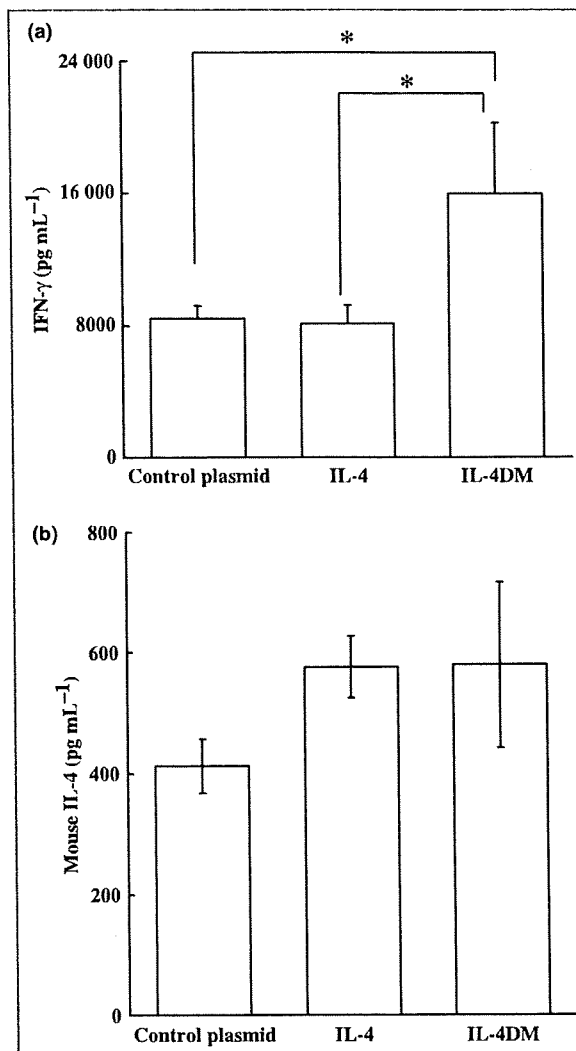 (a)
*
*
24 000
16 000
8000
0
IFN-γ (pg mL⁻¹)
Control plasmid IL-4 IL-4DM
(b)
800
600
400
200
0
Mouse IL-4 (pg mL⁻¹)
Control plasmid IL-4 IL-4DM